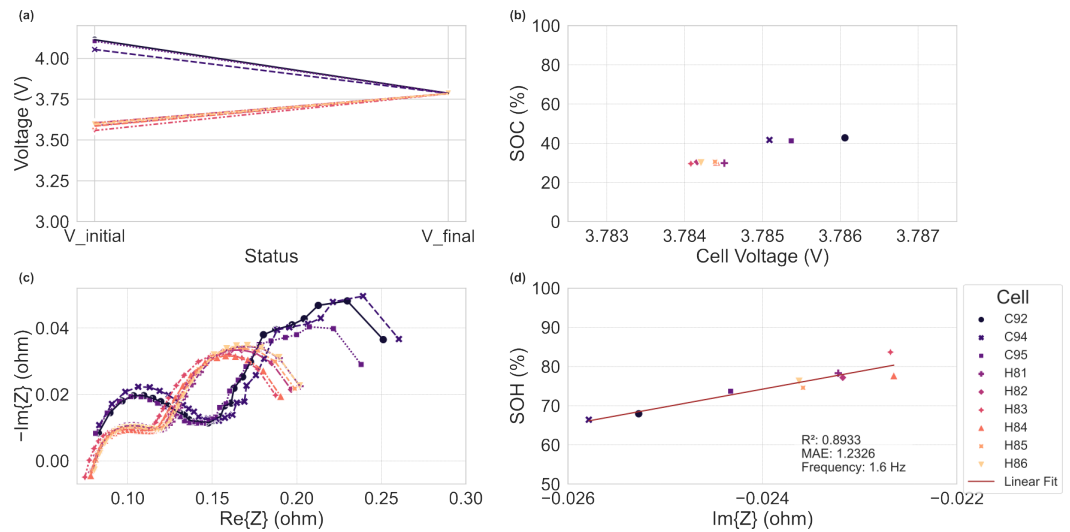 (a)
4.00
3.75
3.50
3.25
3.00
Voltage (V)
V_initial
V_final
Status
(b)
100
80
60
40
20
0
SOC (%)
3.783
3.784
3.785
3.786
3.787
Cell Voltage (V)
(c)
0.04
0.02
0.00
−Im{Z} (ohm)
0.10
0.15
0.20
0.25
0.30
Re{Z} (ohm)
(d)
100
90
80
70
60
50
SOH (%)
R²: 0.8933
MAE: 1.2326
Frequency: 1.6 Hz
−0.026
−0.024
−0.022
Im{Z} (ohm)
Cell
C92
C94
C95
H81
H82
H83
H84
H85
H86
Linear Fit